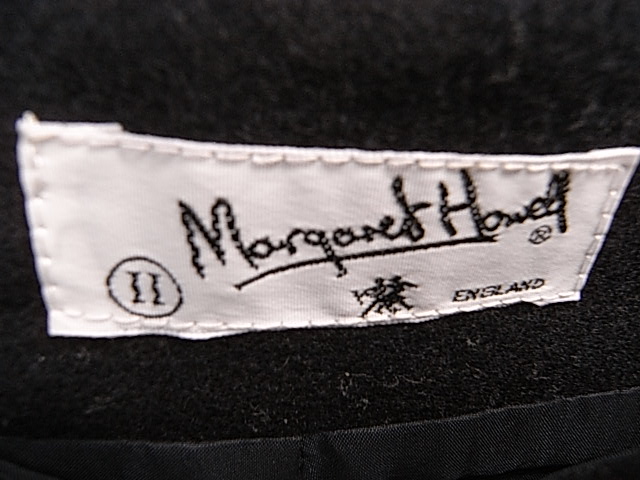 Margaret Howell
®
II
ENGLAND